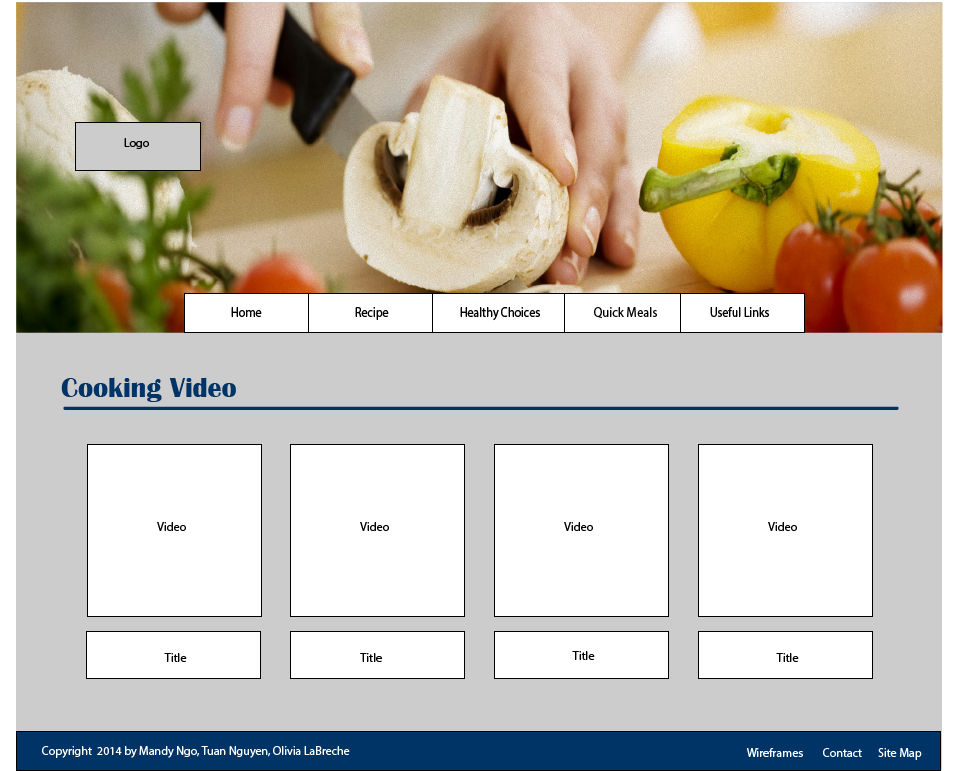 Logo
Home Recipe Healthy Choices Quick Meals Useful Links
Cooking Video
Video Video Video Video
Title Title Title Title
Copyright 2014 by Mandy Ngo, Tuan Nguyen, Olivia LaBreche Wireframes Contact Site Map